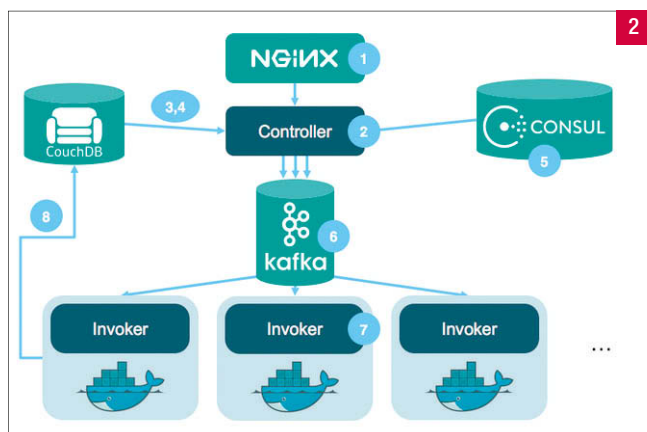 2
NGINX
1
3,4
Controller
2
CouchDB
CONSUL
5
8
6
kafka
Invoker
Invoker
7
Invoker
...